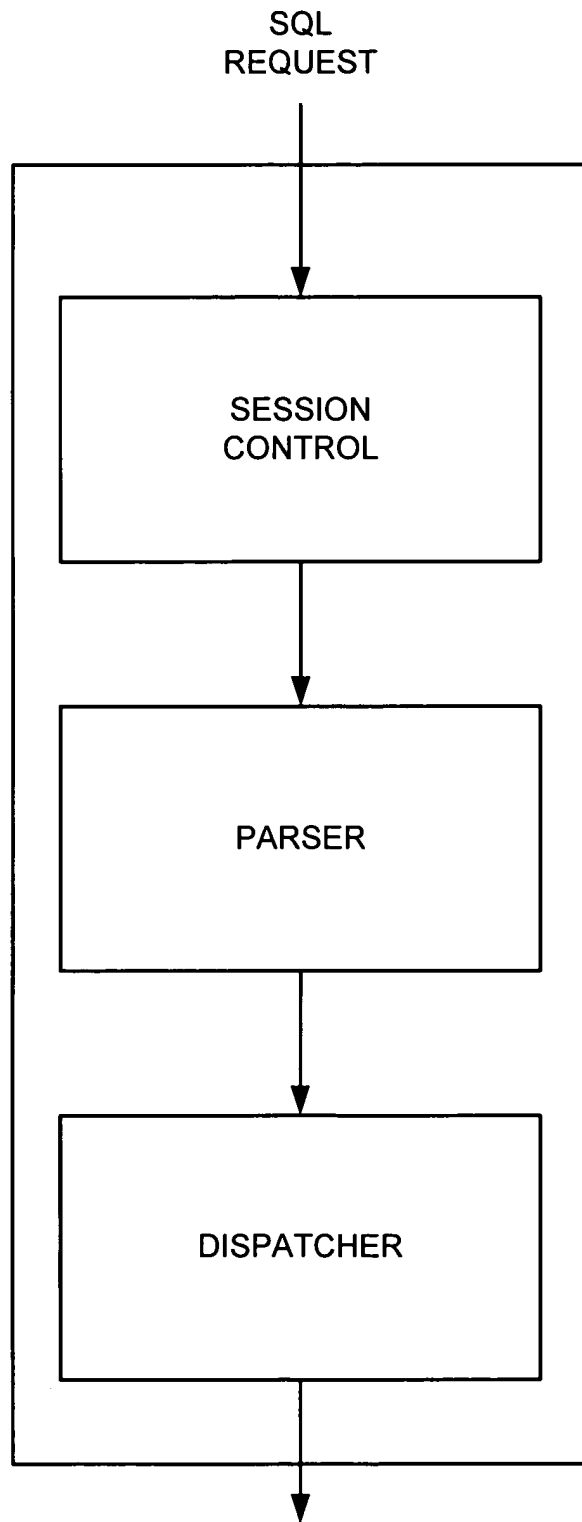 SQL
REQUEST
SESSION
CONTROL
PARSER
DISPATCHER